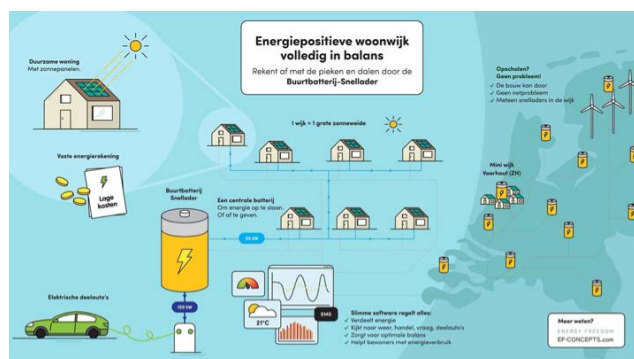 Energiepositieve woonwijk
volledig in balans
Rekent af met de pieken en dalen door de
Buurtbatterij-Snellader
Duurzame woning
Met zonnepanelen.
Vaste energierekening
Lage
kosten
1 wijk = 1 grote zonneweide
Buurtbatterij
Snellader
Een centrale batterij
Om energie op te slaan.
Of af te geven.
150 kW
Elektrische deelauto's
21°C
EMS
Slimme software regelt alles:
✓ Verdeelt energie
✓ Kijkt naar weer, handel, vraag, deelauto's
✓ Zorgt voor optimale balans
✓ Helpt bewoners met energieverbruik
Opschalen?
Geen probleem!
✓ De bouw kan door
✓ Geen netprobleem
✓ Meteen snelladers in de wijk
Mini wijk
Voorhout (ZH)
Meer weten?
ENERGY FREEDOM
EF-CONCEPTS.com